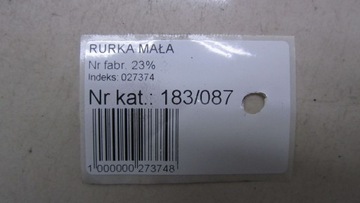 RURKA MAŁA
Nr fabr. 23%
Indeks: 027374
Nr kat.: 183/087
1 000000 273748